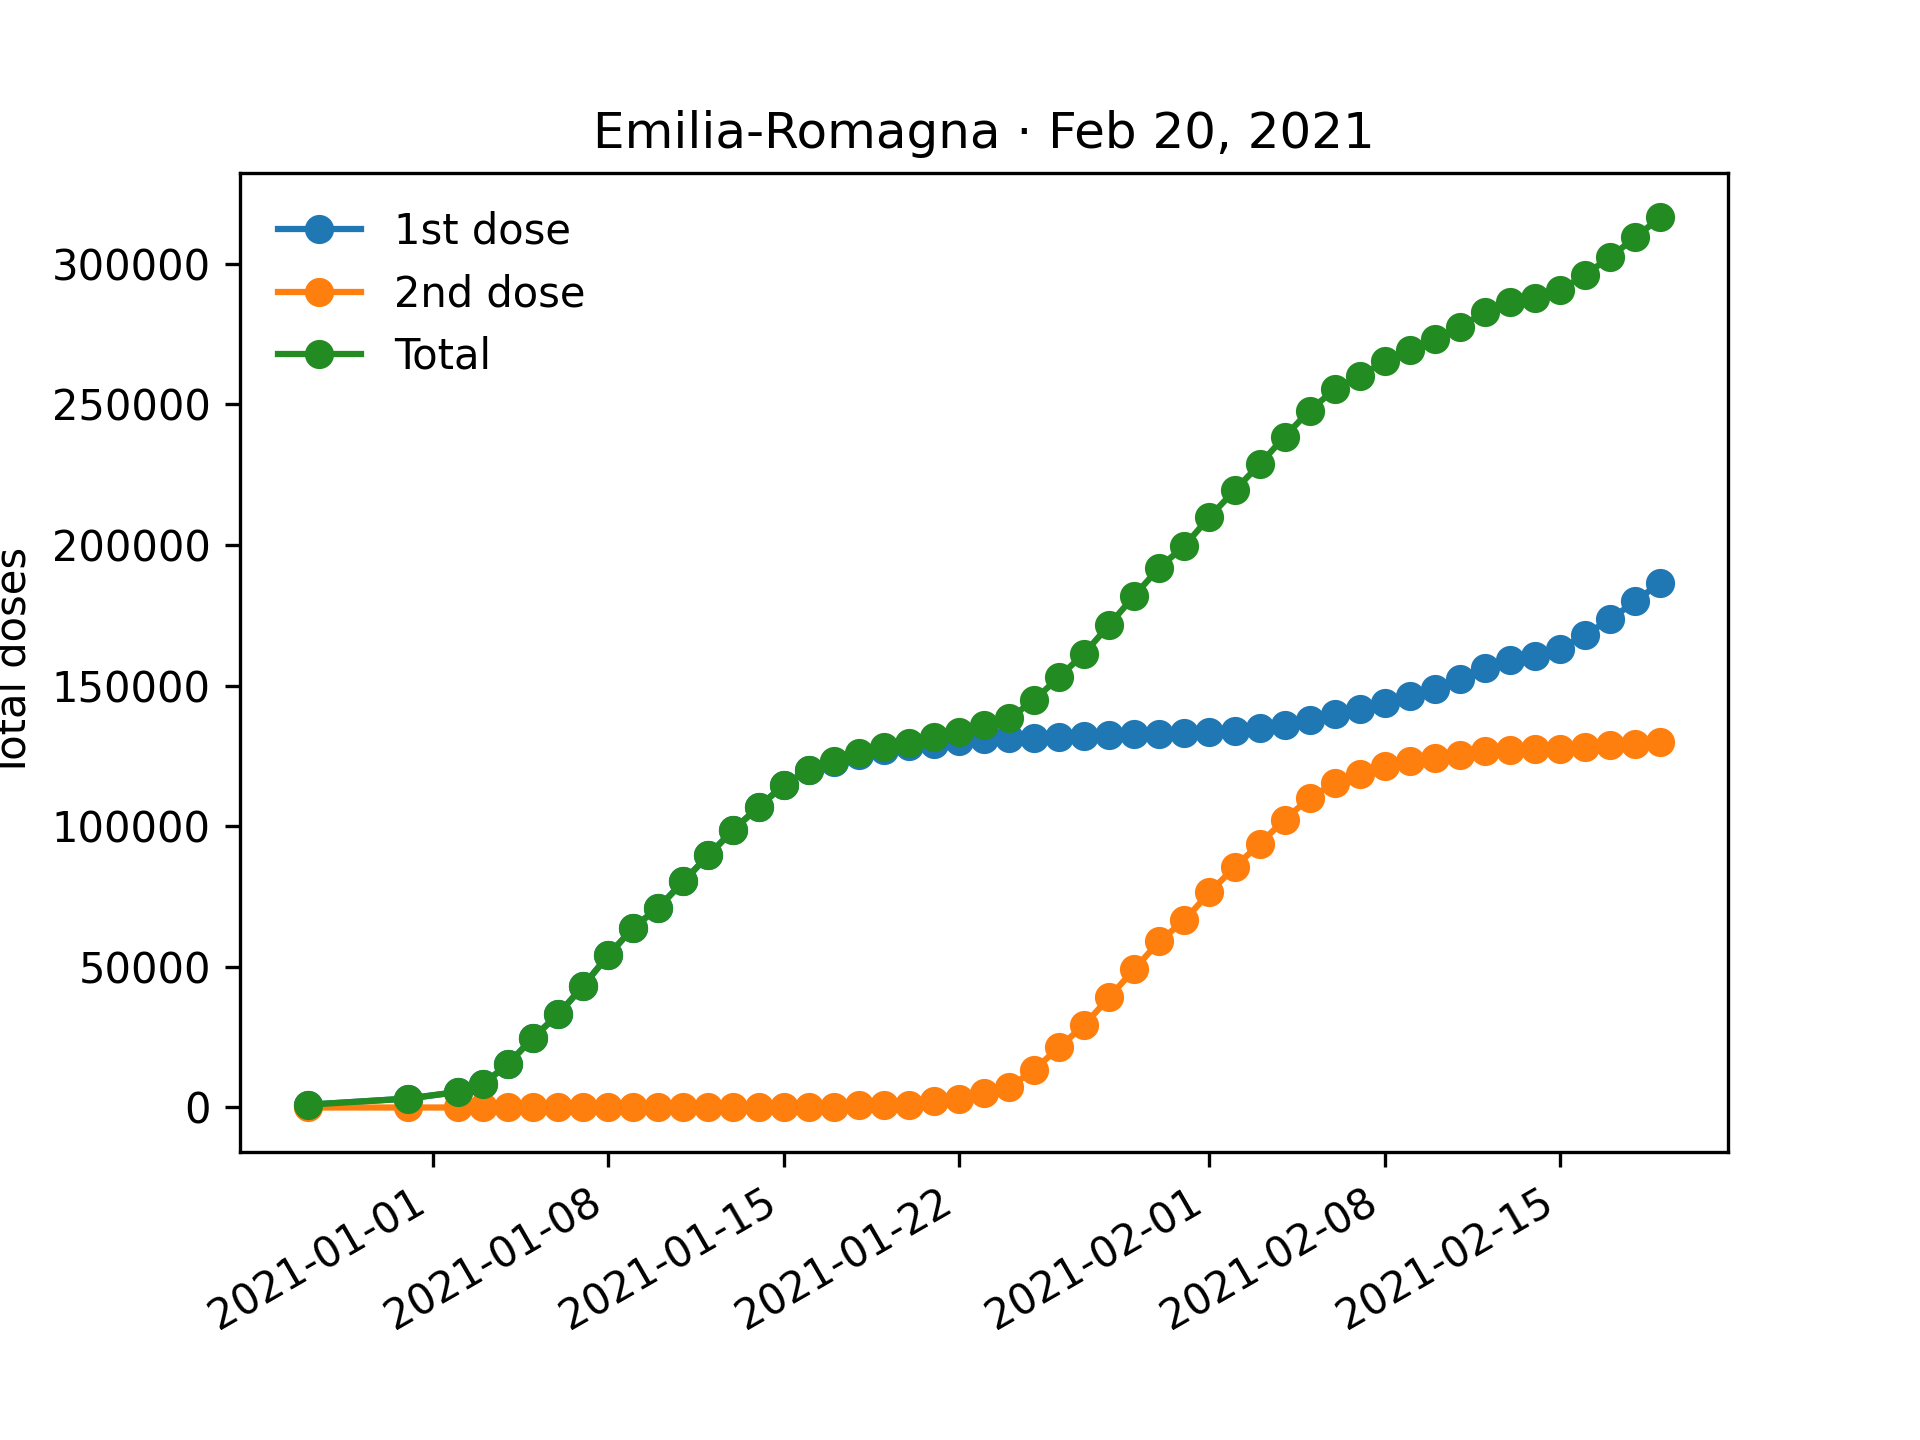 Emilia-Romagna · Feb 20, 2021
1st dose
2nd dose
Total
Total doses
300000
250000
200000
150000
100000
50000
0
2021-01-01
2021-01-08
2021-01-15
2021-01-22
2021-02-01
2021-02-08
2021-02-15